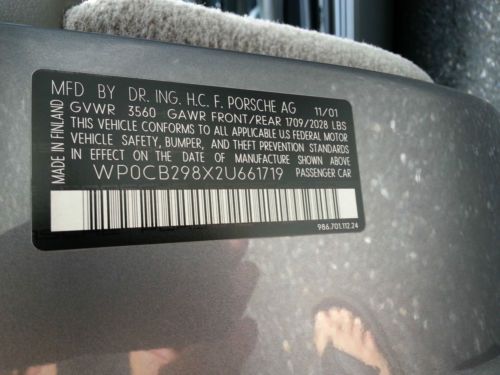 MFD BY DR. ING. H.C. F. PORSCHE AG 11/01
GVWR 3560 GAWR FRONT/REAR 1709/2028 LBS
THIS VEHICLE CONFORMS TO ALL APPLICABLE US FEDERAL MOTOR
VEHICLE SAFETY, BUMPER, AND THEFT PREVENTION STANDARDS
IN EFFECT ON THE DATE OF MANUFACTURE SHOWN ABOVE
WP0CB298X2U661719 PASSENGER CAR
986.701.112.24
MADE IN FINLAND